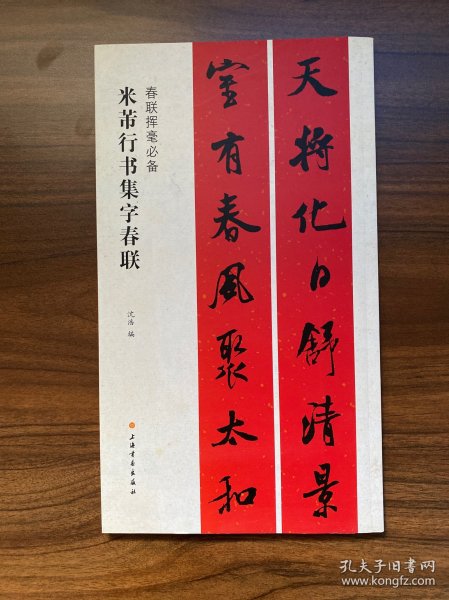 天将化日舒清景
室有春风聚太和
春联挥毫必备
米芾行书集字春联
沈浩 编
上海书画出版社
孔夫子旧书网
www.kongfz.com